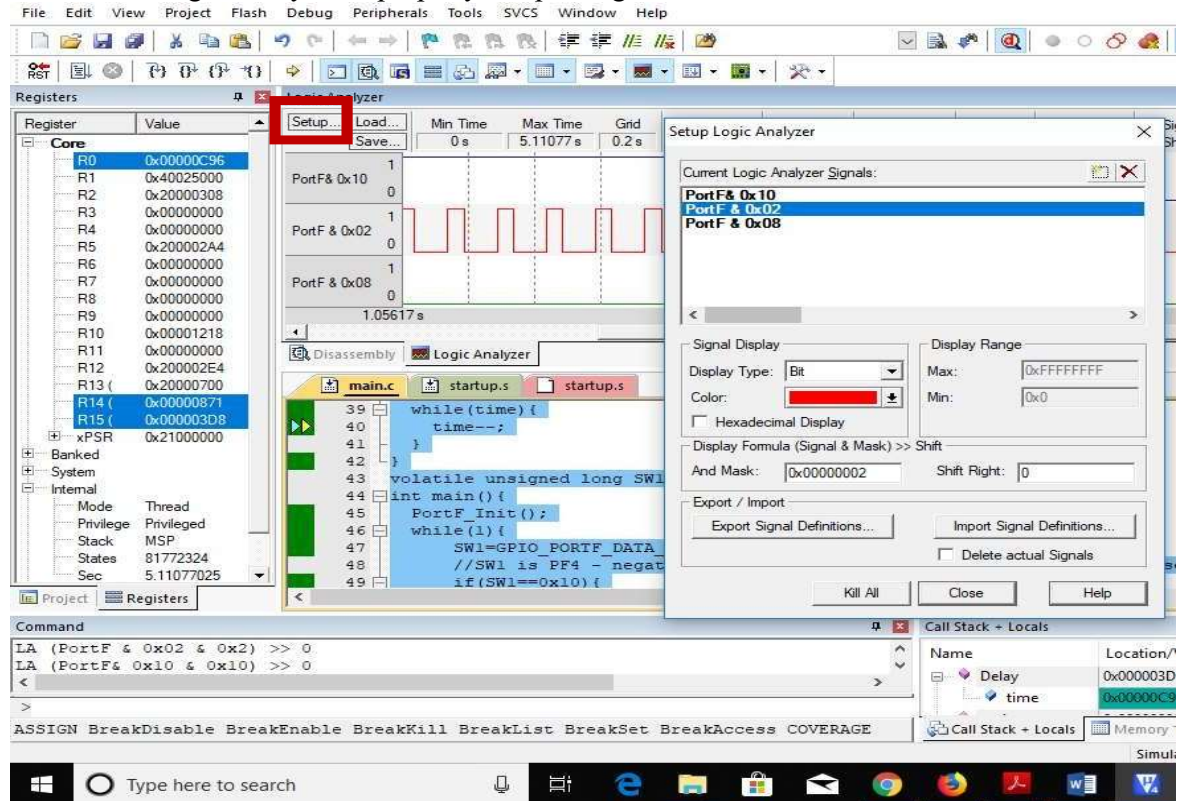 File Edit View Project Flash Debug Peripherals Tools SVCS Window Help
Registers
Register Value
Core
R0 0x00000C96
R1 0x40025000
R2 0x20000308
R3 0x00000000
R4 0x00000000
R5 0x200002A4
R6 0x00000000
R7 0x00000000
R8 0x00000000
R9 0x00000000
R10 0x00001218
R11 0x00000000
R12 0x200002E4
R13 ( 0x20000700
R14 ( 0x00000871
R15 ( 0x000003D8
xPSR 0x21000000
Banked
System
Internal
Mode Thread
Privilege Privileged
Stack MSP
States 81772324
Sec 5.11077025
Project Registers
Setup... Load... Min Time Max Time Grid
Save... 0 s 5.11077 s 0.2 s
1
PortF& 0x10
0
1
PortF & 0x02
0
1
PortF & 0x08
0
1.05617 s
Disassembly Logic Analyzer
main.c startup.s startup.s
39 while(time){
40 time--;
41 }
42 }
43 volatile unsigned long SW1
44 int main(){
45 PortF_Init();
46 while(1){
47 SW1=GPIO_PORTF_DATA_
48 //SW1 is PF4 - negat
49 if(SW1==0x10){
Setup Logic Analyzer
Current Logic Analyzer Signals:
PortF& 0x10
PortF & 0x02
PortF & 0x08
Signal Display
Display Type: Bit
Color:
Hexadecimal Display
Display Range
Max: 0xFFFFFFFF
Min: 0x0
Display Formula (Signal & Mask) >> Shift
And Mask: 0x00000002 Shift Right: 0
Export / Import
Export Signal Definitions... Import Signal Definitions...
Delete actual Signals
Kill All Close Help
Command
LA (PortF & 0x02 & 0x2) >> 0
LA (PortF& 0x10 & 0x10) >> 0
>
ASSIGN BreakDisable BreakEnable BreakKill BreakList BreakSet BreakAccess COVERAGE
Call Stack + Locals
Name Location/
Delay 0x000003D
time 0x00000C9
Call Stack + Locals Memory
Simul
Type here to search